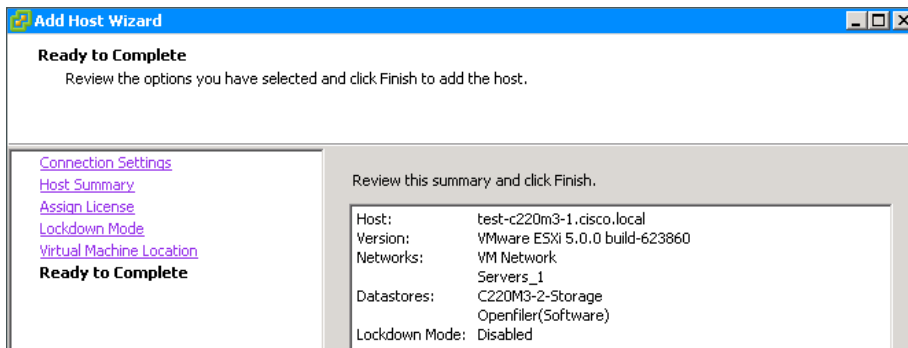 Add Host Wizard
Ready to Complete
Review the options you have selected and click Finish to add the host.
Connection Settings
Host Summary
Assign License
Lockdown Mode
Virtual Machine Location
Ready to Complete
Review this summary and click Finish.
Host: test-c220m3-1.cisco.local
Version: VMware ESXi 5.0.0 build-623860
Networks: VM Network
Servers_1
Datastores: C220M3-2-Storage
Openfiler(Software)
Lockdown Mode: Disabled